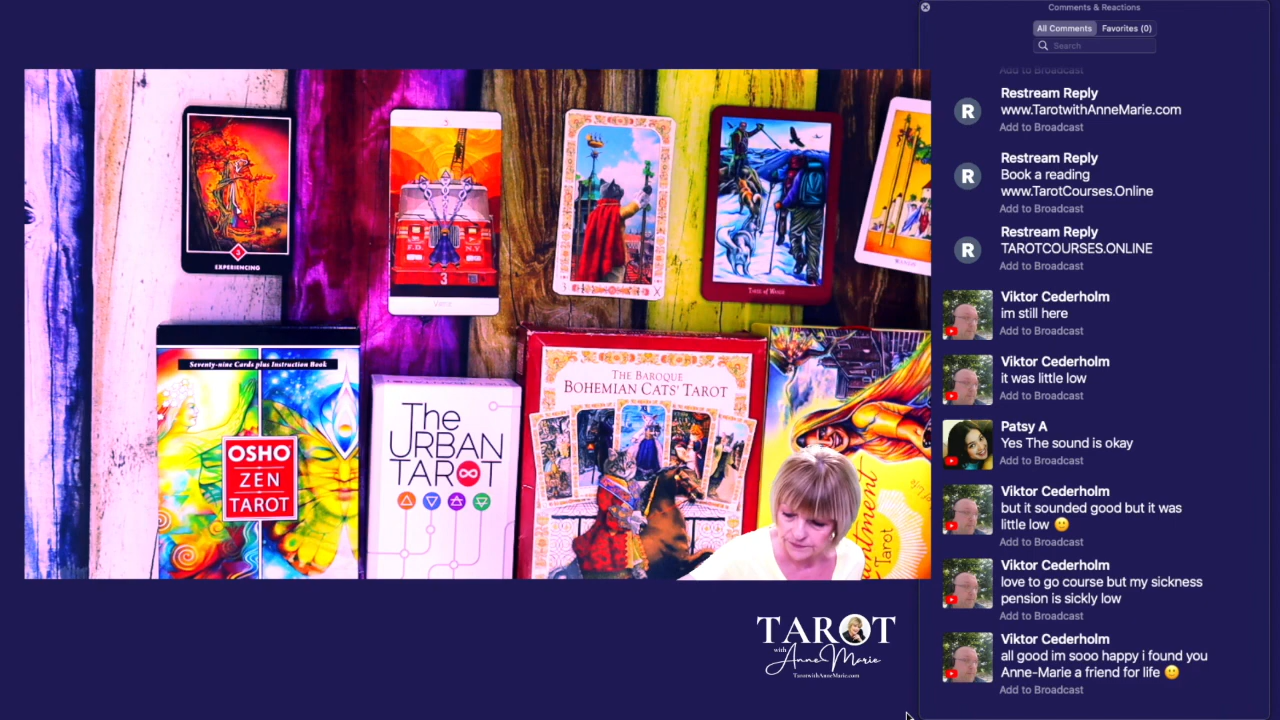 Comments & Reactions
All Comments
Favorites (0)
Search
Add to Broadcast
R
Restream Reply
www.TarotwithAnneMarie.com
Add to Broadcast
R
Restream Reply
Book a reading
www.TarotCourses.Online
Add to Broadcast
R
Restream Reply
TAROTCOURSES.ONLINE
Add to Broadcast
Viktor Cederholm
im still here
Add to Broadcast
Viktor Cederholm
it was little low
Add to Broadcast
Patsy A
Yes The sound is okay
Add to Broadcast
Viktor Cederholm
but it sounded good but it was
little low 🙂
Add to Broadcast
Viktor Cederholm
love to go course but my sickness
pension is sickly low
Add to Broadcast
Viktor Cederholm
all good im sooo happy i found you
Anne-Marie a friend for life 🙂
Add to Broadcast
3
EXPERIENCING
3
F.D.
N.Y
3
Seventy-nine Cards plus Instruction Book
OSHO
ZEN
TAROT
The
URBAN
TAROT
THE BAROQUE
BOHEMIAN CATS' TAROT
Tarot
TAROT
with
Anne-Marie
TarotwithAnneMarie.com